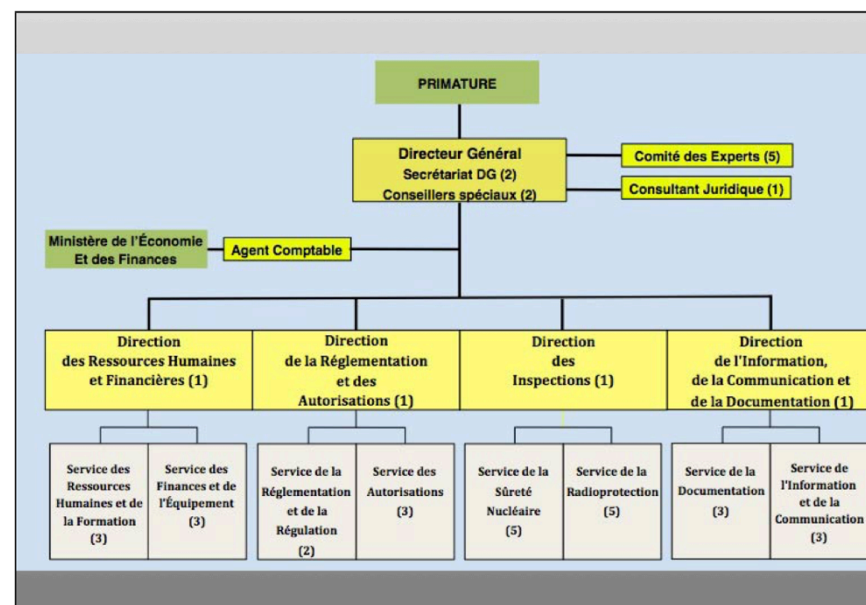 PRIMATURE
Directeur Général
Secrétariat DG (2)
Conseillers spéciaux (2)
Comité des Experts (5)
Consultant Juridique (1)
Ministère de l'Économie
Et des Finances
Agent Comptable
Direction
des Ressources Humaines
et Financières (1)
Direction
de la Réglementation
et des
Autorisations (1)
Direction
des
Inspections (1)
Direction
de l'Information,
de la Communication et
de la Documentation (1)
Service des
Ressources
Humaines et de
la Formation
(3)
Service des
Finances et de
l'Équipement
(3)
Service de la
Réglementation
et de la
Régulation
(2)
Service des
Autorisations
(3)
Service de la
Sûreté
Nucléaire
(5)
Service de la
Radioprotection
(5)
Service de la
Documentation
(3)
Service de
l'Information
et de la
Communication
(3)